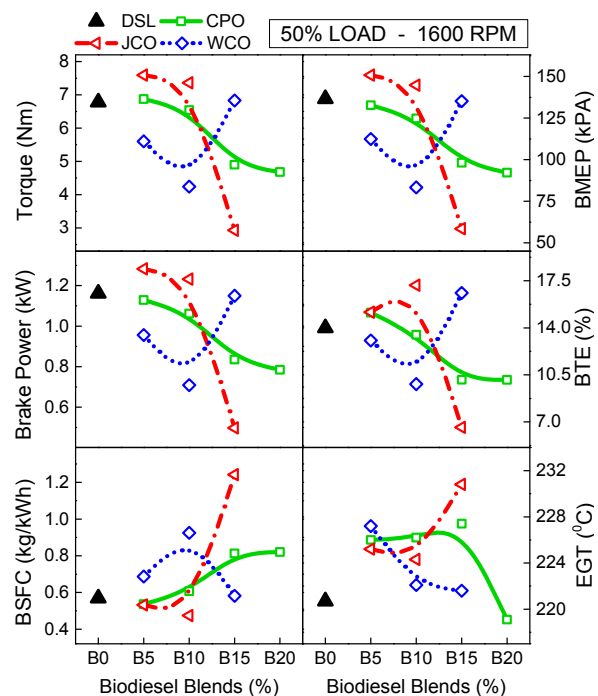 DSL CPO
JCO WCO
50% LOAD - 1600 RPM
8
7
6
5
4
3
Torque (Nm)
150
125
100
75
50
BMEP (kPA)
1.2
1.0
0.8
0.6
Brake Power (kW)
17.5
14.0
10.5
7.0
BTE (%)
1.2
1.0
0.8
0.6
0.4
BSFC (kg/kWh)
232
228
224
220
EGT (⁰C)
B0 B5 B10 B15 B20
B0 B5 B10 B15 B20
Biodiesel Blends (%)
Biodiesel Blends (%)